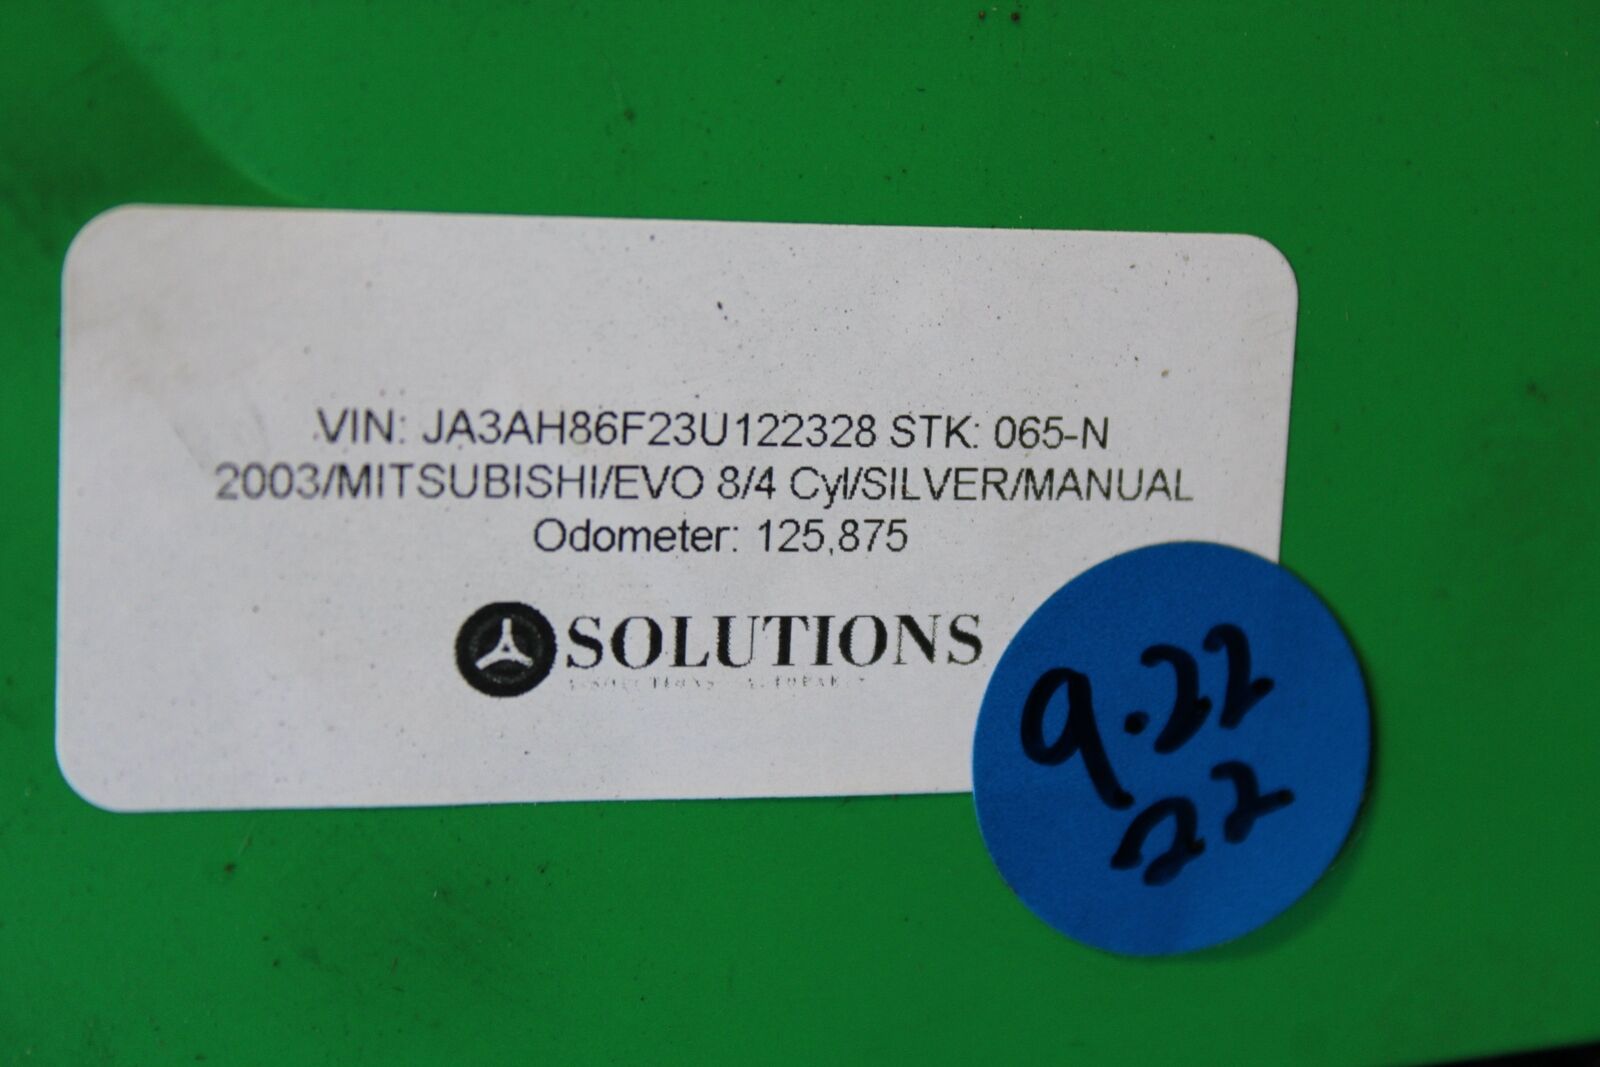 VIN: JA3AH86F23U122328 STK: 065-N
2003/MITSUBISHI/EVO 8/4 Cyl/SILVER/MANUAL
Odometer: 125,875
SOLUTIONS
9.22
22